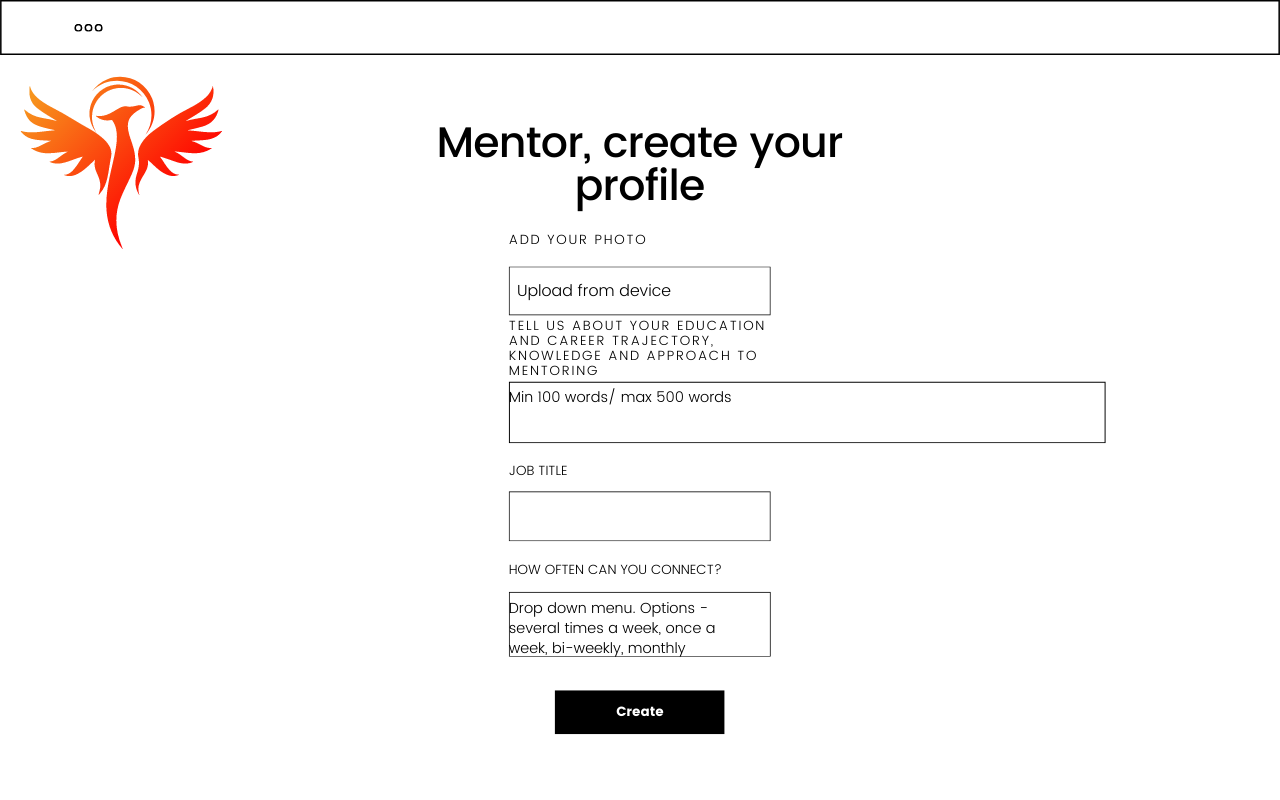 Mentor, create your
profile
ADD YOUR PHOTO
Upload from device
TELL US ABOUT YOUR EDUCATION
AND CAREER TRAJECTORY,
KNOWLEDGE AND APPROACH TO
MENTORING
Min 100 words/ max 500 words
JOB TITLE
HOW OFTEN CAN YOU CONNECT?
Drop down menu. Options -
several times a week, once a
week, bi-weekly, monthly
Create